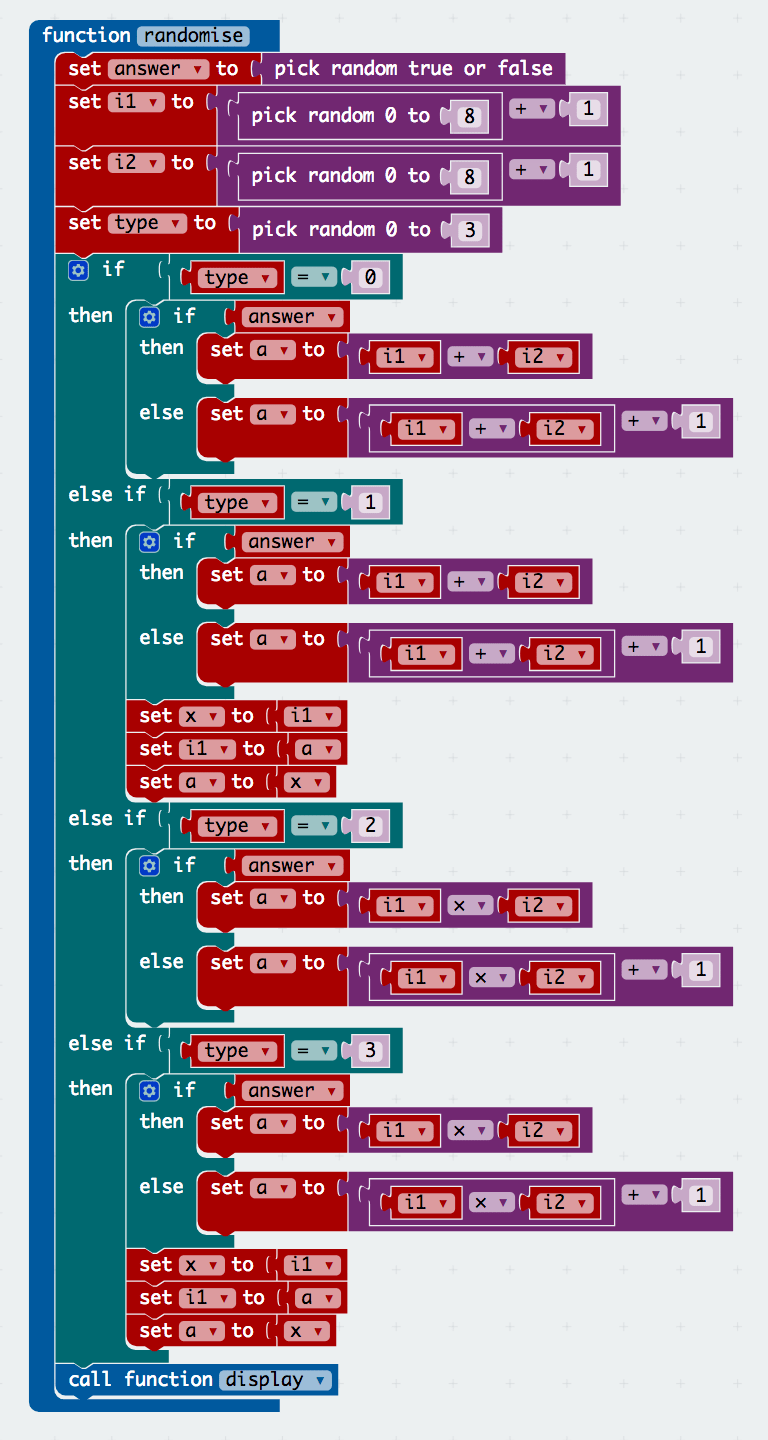 function randomise
set answer ▾ to pick random true or false
set i1 ▾ to pick random 0 to 8 + ▾ 1
set i2 ▾ to pick random 0 to 8 + ▾ 1
set type ▾ to pick random 0 to 3
if type ▾ = ▾ 0
then if answer ▾
then set a ▾ to i1 ▾ + ▾ i2 ▾
else set a ▾ to i1 ▾ + ▾ i2 ▾ + ▾ 1
else if type ▾ = ▾ 1
then if answer ▾
then set a ▾ to i1 ▾ + ▾ i2 ▾
else set a ▾ to i1 ▾ + ▾ i2 ▾ + ▾ 1
set x ▾ to i1 ▾
set i1 ▾ to a ▾
set a ▾ to x ▾
else if type ▾ = ▾ 2
then if answer ▾
then set a ▾ to i1 ▾ × ▾ i2 ▾
else set a ▾ to i1 ▾ × ▾ i2 ▾ + ▾ 1
else if type ▾ = ▾ 3
then if answer ▾
then set a ▾ to i1 ▾ × ▾ i2 ▾
else set a ▾ to i1 ▾ × ▾ i2 ▾ + ▾ 1
set x ▾ to i1 ▾
set i1 ▾ to a ▾
set a ▾ to x ▾
call function display ▾